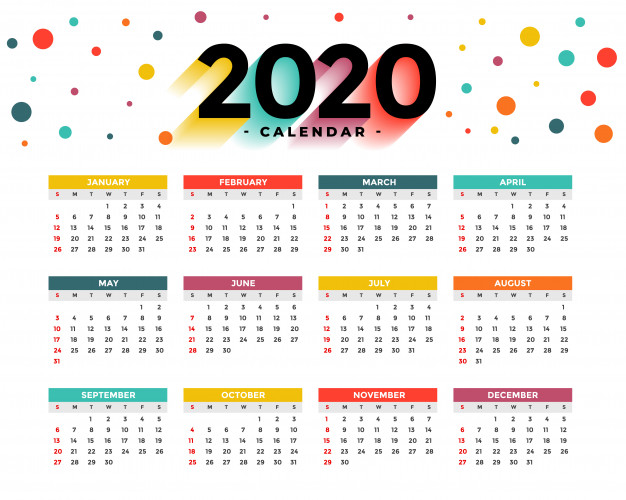 2020
- CALENDAR -
JANUARY
S M T W T F S
1 2 3 4
5 6 7 8 9 10 11
12 13 14 15 16 17 18
19 20 21 22 23 24 25
26 27 28 29 30 31
FEBRUARY
S M T W T F S
1
2 3 4 5 6 7 8
9 10 11 12 13 14 15
16 17 18 19 20 21 22
23 24 25 26 27 28 29
MARCH
S M T W T F S
1 2 3 4 5 6 7
8 9 10 11 12 13 14
15 16 17 18 19 20 21
22 23 24 25 26 27 28
29 30 31
APRIL
S M T W T F S
1 2 3 4
5 6 7 8 9 10 11
12 13 14 15 16 17 18
19 20 21 22 23 24 25
26 27 28 29 30
MAY
S M T W T F S
1 2
3 4 5 6 7 8 9
10 11 12 13 14 15 16
17 18 19 20 21 22 23
24 25 26 27 28 29 30
31
JUNE
S M T W T F S
1 2 3 4 5 6
7 8 9 10 11 12 13
14 15 16 17 18 19 20
21 22 23 24 25 26 27
28 29 30
JULY
S M T W T F S
1 2 3 4
5 6 7 8 9 10 11
12 13 14 15 16 17 18
19 20 21 22 23 24 25
26 27 28 29 30 31
AUGUST
S M T W T F S
1
2 3 4 5 6 7 8
9 10 11 12 13 14 15
16 17 18 19 20 21 22
23 24 25 26 27 28 29
30 31
SEPTEMBER
S M T W T F S
1 2 3 4 5
6 7 8 9 10 11 12
13 14 15 16 17 18 19
20 21 22 23 24 25 26
27 28 29 30
OCTOBER
S M T W T F S
1 2 3
4 5 6 7 8 9 10
11 12 13 14 15 16 17
18 19 20 21 22 23 24
25 26 27 28 29 30 31
NOVEMBER
S M T W T F S
1 2 3 4 5 6 7
8 9 10 11 12 13 14
15 16 17 18 19 20 21
22 23 24 25 26 27 28
29 30
DECEMBER
S M T W T F S
1 2 3 4 5
6 7 8 9 10 11 12
13 14 15 16 17 18 19
20 21 22 23 24 25 26
27 28 29 30 31